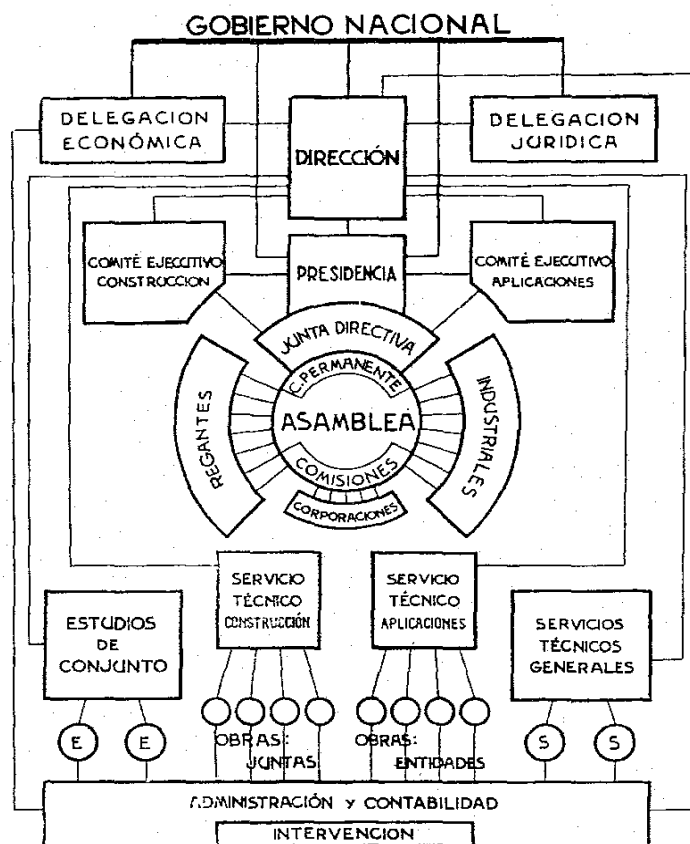 GOBIERNO NACIONAL
DELEGACION
ECONÓMICA
DIRECCIÓN
DELEGACION
JURIDICA
COMITÉ EJECUTIVO
CONSTRUCCION
PRESIDENCIA
COMITÉ EJECUTIVO
APLICACIONES
JUNTA DIRECTIVA
C. PERMANENTE
REGANTES
ASAMBLEA
INDUSTRIALES
COMISIONES
CORPORACIONES
SERVICIO
TÉCNICO
CONSTRUCCIÓN
SERVICIO
TÉCNICO
APLICACIONES
ESTUDIOS
DE
CONJUNTO
SERVICIOS
TÉCNICOS
GENERALES
E
E
OBRAS:
JUNTAS
OBRAS:
ENTIDADES
S
S
ADMINISTRACIÓN y CONTABILIDAD
INTERVENCION